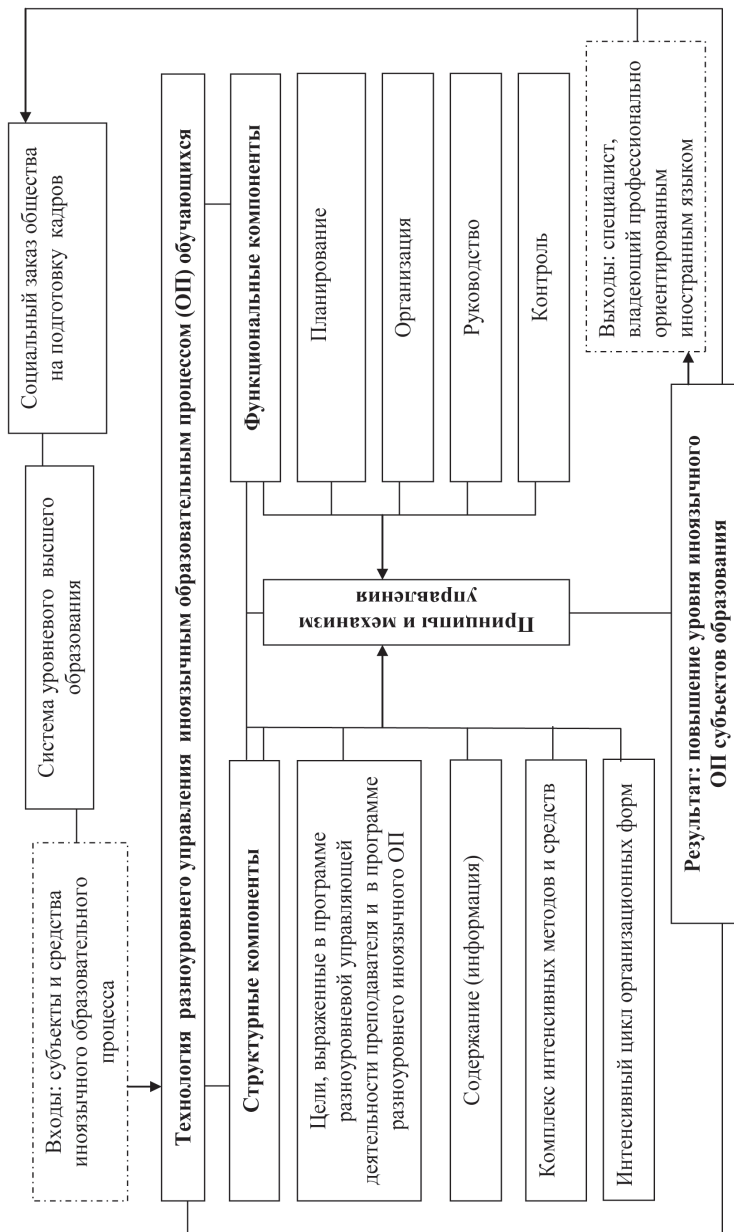 Социальный заказ общества
на подготовку кадров
Система уровневого высшего
образования
Входы: субъекты и средства
иноязычного образовательного
процесса
Технология разноуровнего управления иноязычным образовательным процессом (ОП) обучающихся
Структурные компоненты
Цели, выраженные в программе
разноуровневой управляющей
деятельности преподавателя и в программе
разноуровнего иноязычного ОП
Содержание (информация)
Комплекс интенсивных методов и средств
Интенсивный цикл организационных форм
Принципы и механизм
управления
Функциональные компоненты
Планирование
Организация
Руководство
Контроль
Результат: повышение уровня иноязычного
ОП субъектов образования
Выходы: специалист,
владеющий профессионально
ориентированным
иностранным языком